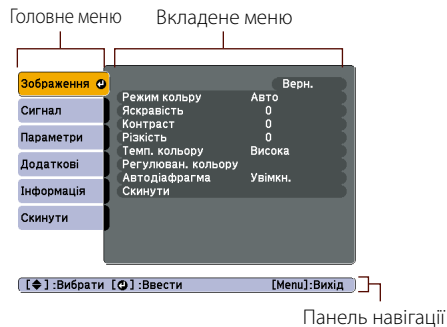 Головне меню
Вкладене меню
Зображення
Сигнал
Параметри
Додаткові
Інформація
Скинути
Верн.
Режим кольру Авто
Яскравість 0
Контраст 0
Різкість 0
Темп. кольору Висока
Регулюван. кольору
Автодіафрагма Увімкн.
Скинути
[ ] :Вибрати [ ] :Ввести [Menu]:Вихід
Панель навігації